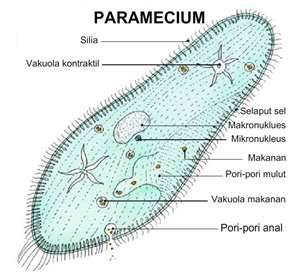 PARAMECIUM
Silia
Vakuola kontraktil
Selaput sel
Makronuklues
Mikronukleus
Makanan
Pori-pori mulut
Vakuola makanan
Pori-pori anal